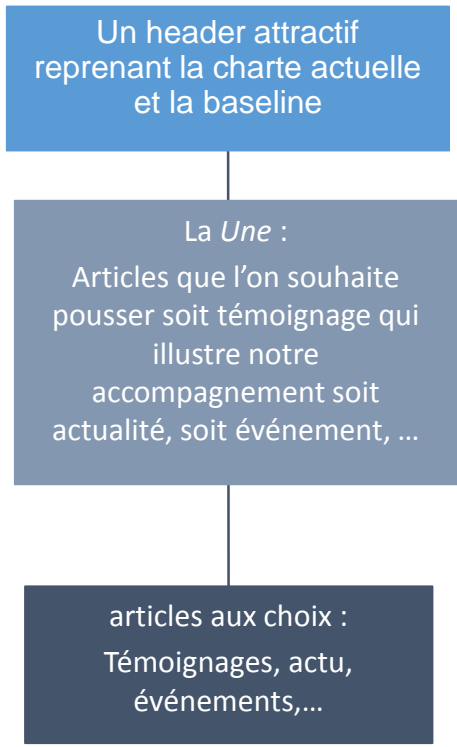 Un header attractif
reprenant la charte actuelle
et la baseline
La Une :
Articles que l’on souhaite
pousser soit témoignage qui
illustre notre
accompagnement soit
actualité, soit événement, …
articles aux choix :
Témoignages, actu,
événements,…